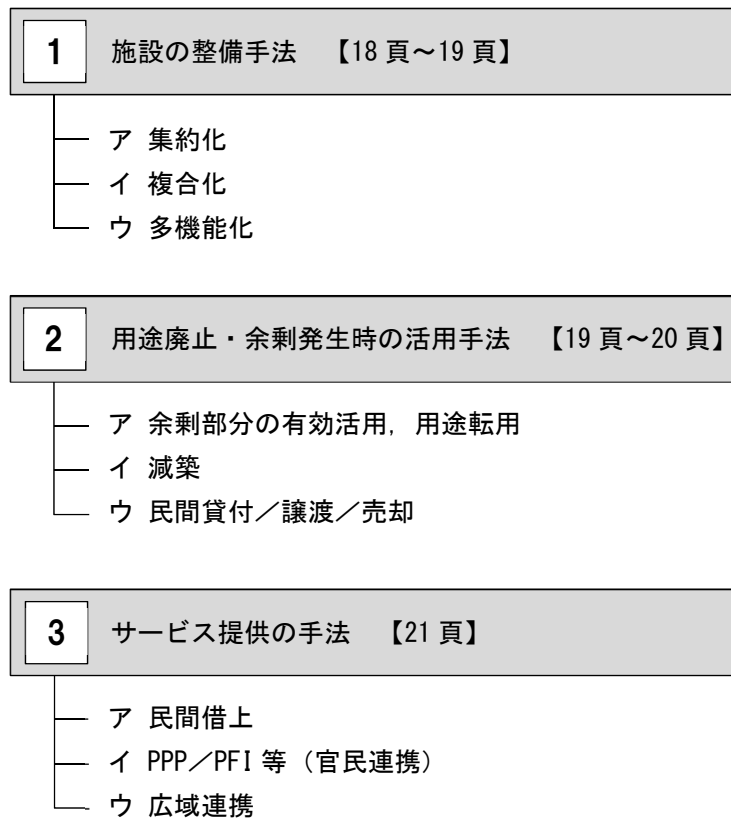 1 施設の整備手法 【18頁～19頁】
ア 集約化
イ 複合化
ウ 多機能化
2 用途廃止・余剰発生時の活用手法 【19頁～20頁】
ア 余剰部分の有効活用，用途転用
イ 減築
ウ 民間貸付／譲渡／売却
3 サービス提供の手法 【21頁】
ア 民間借上
イ PPP／PFI等（官民連携）
ウ 広域連携